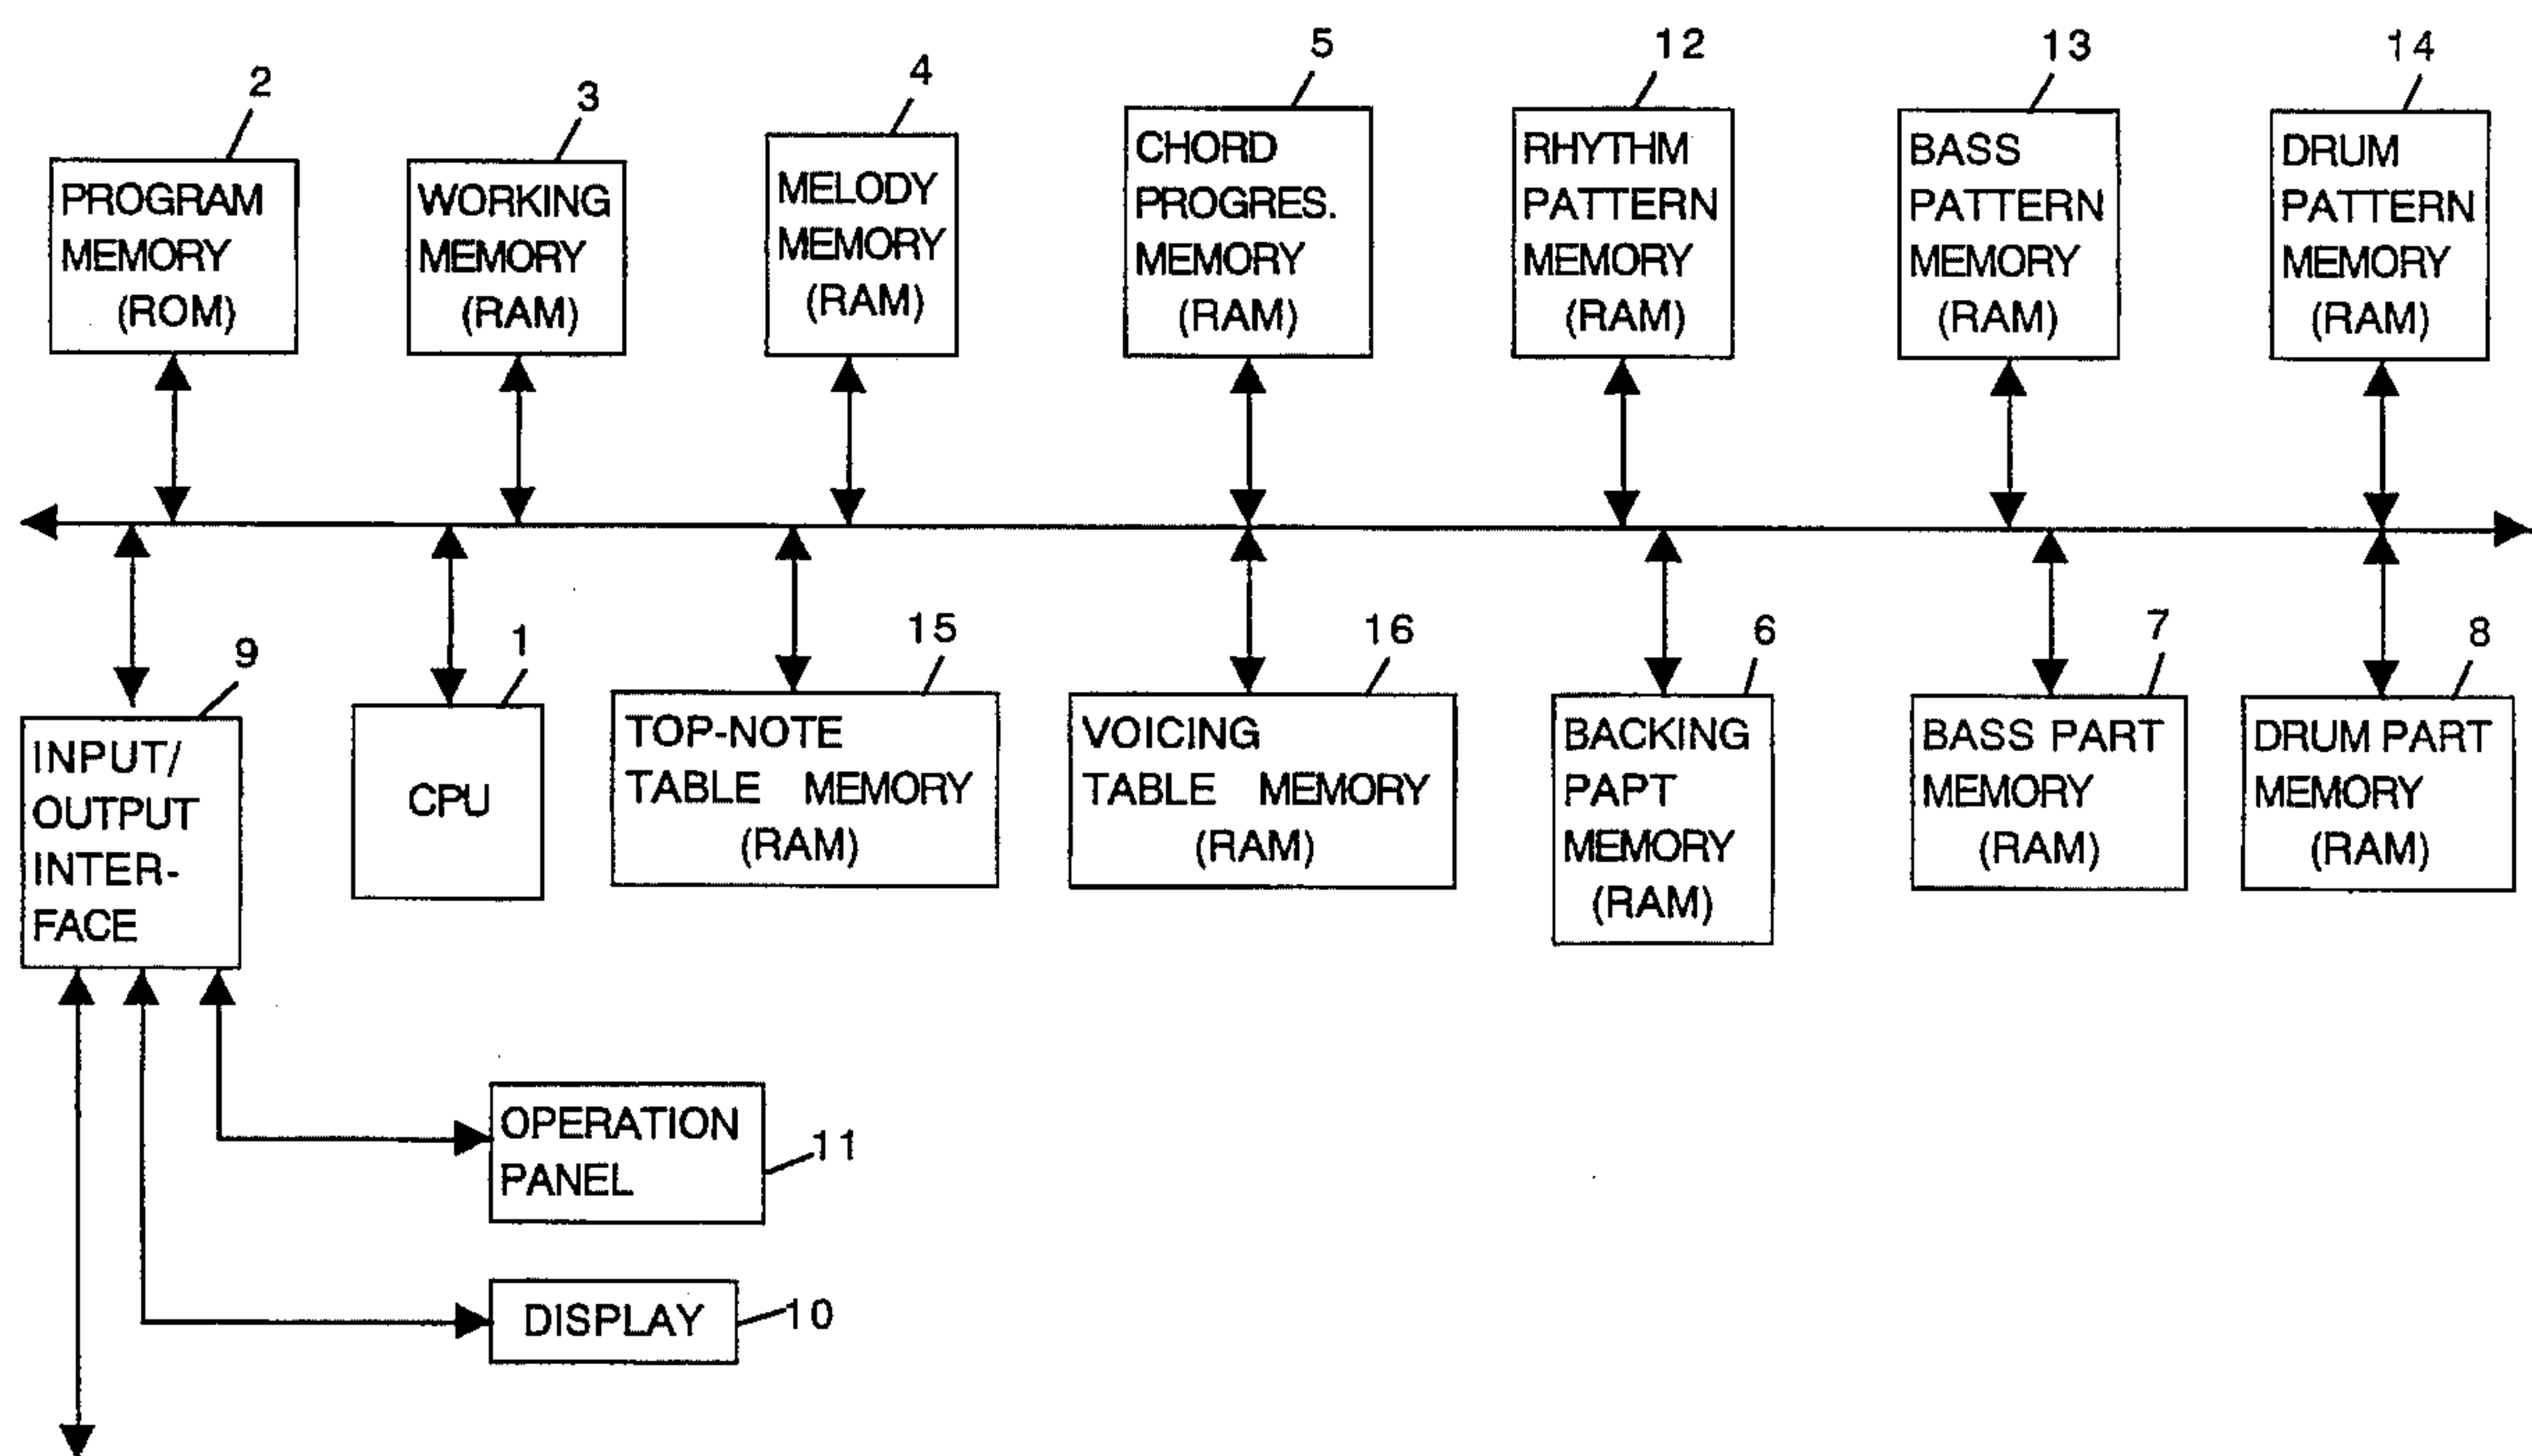 2
3
4
5
12
13
14
PROGRAM
MEMORY
(ROM)
WORKING
MEMORY
(RAM)
MELODY
MEMORY
(RAM)
CHORD
PROGRES.
MEMORY
(RAM)
RHYTHM
PATTERN
MEMORY
(RAM)
BASS
PATTERN
MEMORY
(RAM)
DRUM
PATTERN
MEMORY
(RAM)
9
1
15
16
6
7
8
INPUT/
OUTPUT
INTER-
FACE
CPU
TOP-NOTE
TABLE MEMORY
(RAM)
VOICING
TABLE MEMORY
(RAM)
BACKING
PAPT
MEMORY
(RAM)
BASS PART
MEMORY
(RAM)
DRUM PART
MEMORY
(RAM)
OPERATION
PANEL
11
DISPLAY
10